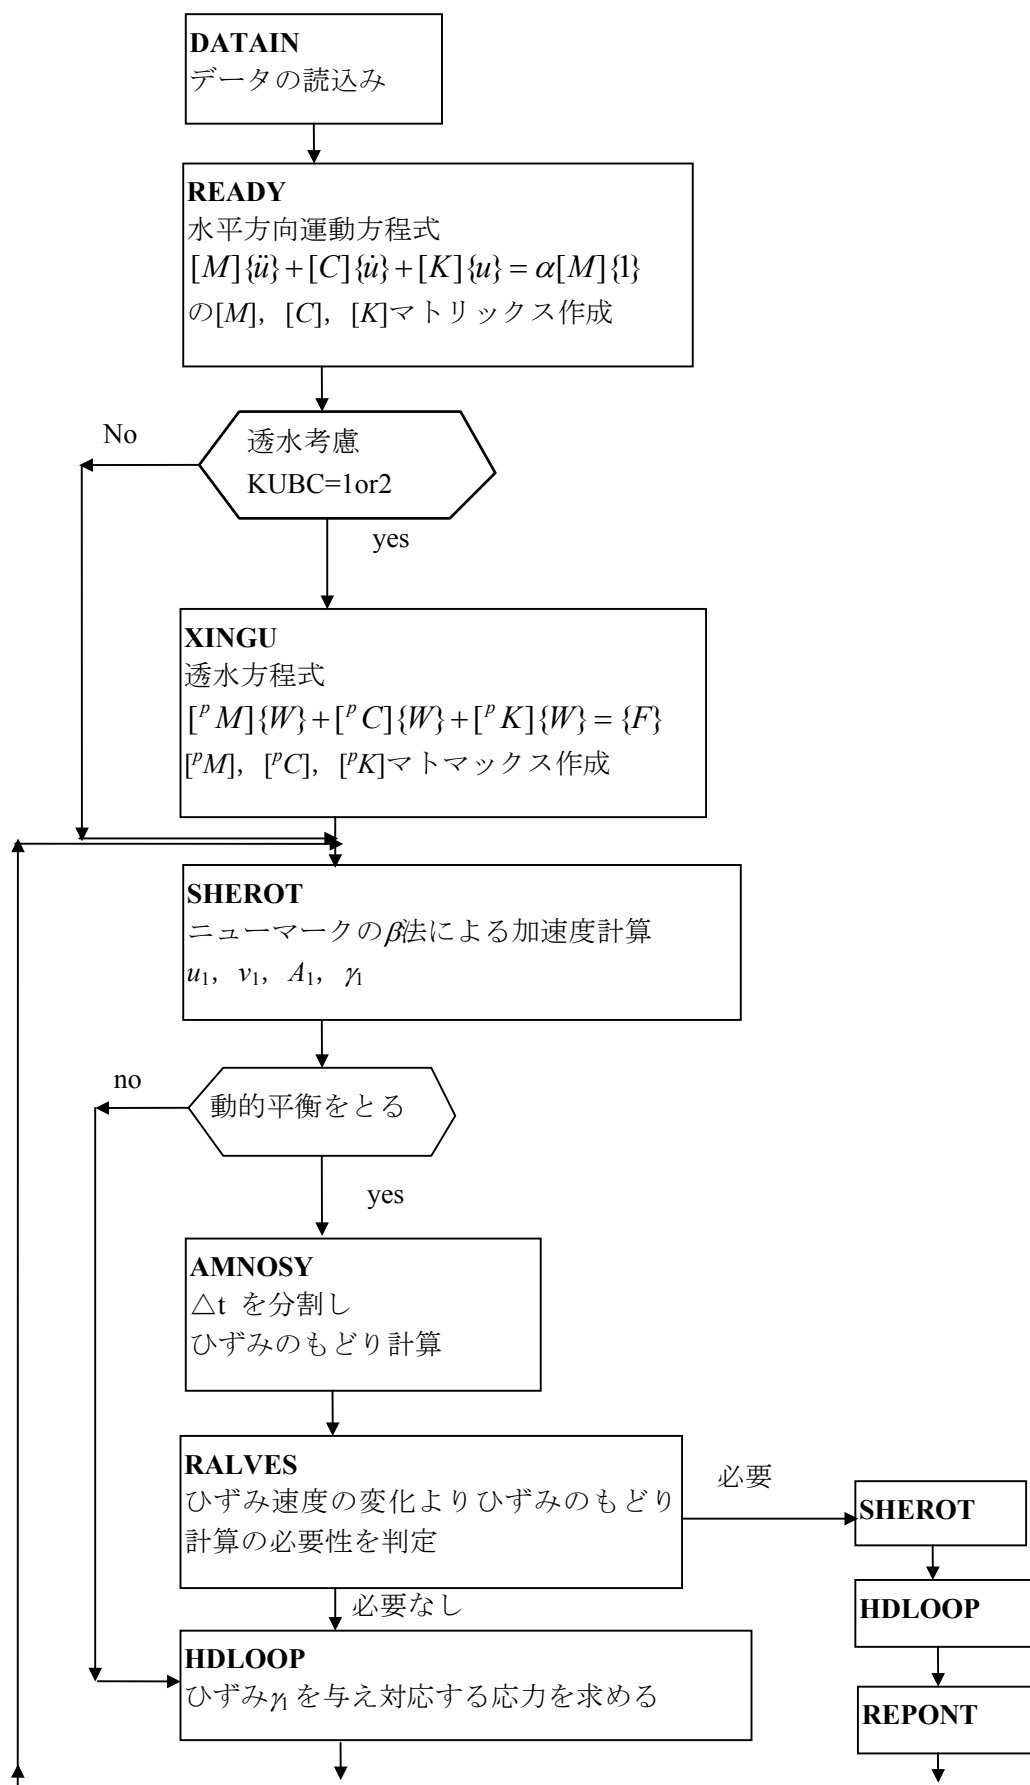 DATAIN
データの読込み
READY
水平方向運動方程式
[M]{ü}+[C]{u̇}+[K]{u}=α[M]{1}
の[M], [C], [K]マトリックス作成
No
透水考慮
KUBC=1or2
yes
XINGU
透水方程式
[ᵖM]{W}+[ᵖC]{W}+[ᵖK]{W}={F}
[ᵖM], [ᵖC], [ᵖK]マトマックス作成
SHEROT
ニューマークのβ法による加速度計算
u₁, v₁, A₁, γ₁
no
動的平衡をとる
yes
AMNOSY
△t を分割し
ひずみのもどり計算
RALVES
ひずみ速度の変化よりひずみのもどり
計算の必要性を判定
必要
SHEROT
HDLOOP
REPONT
必要なし
HDLOOP
ひずみγ₁を与え対応する応力を求める